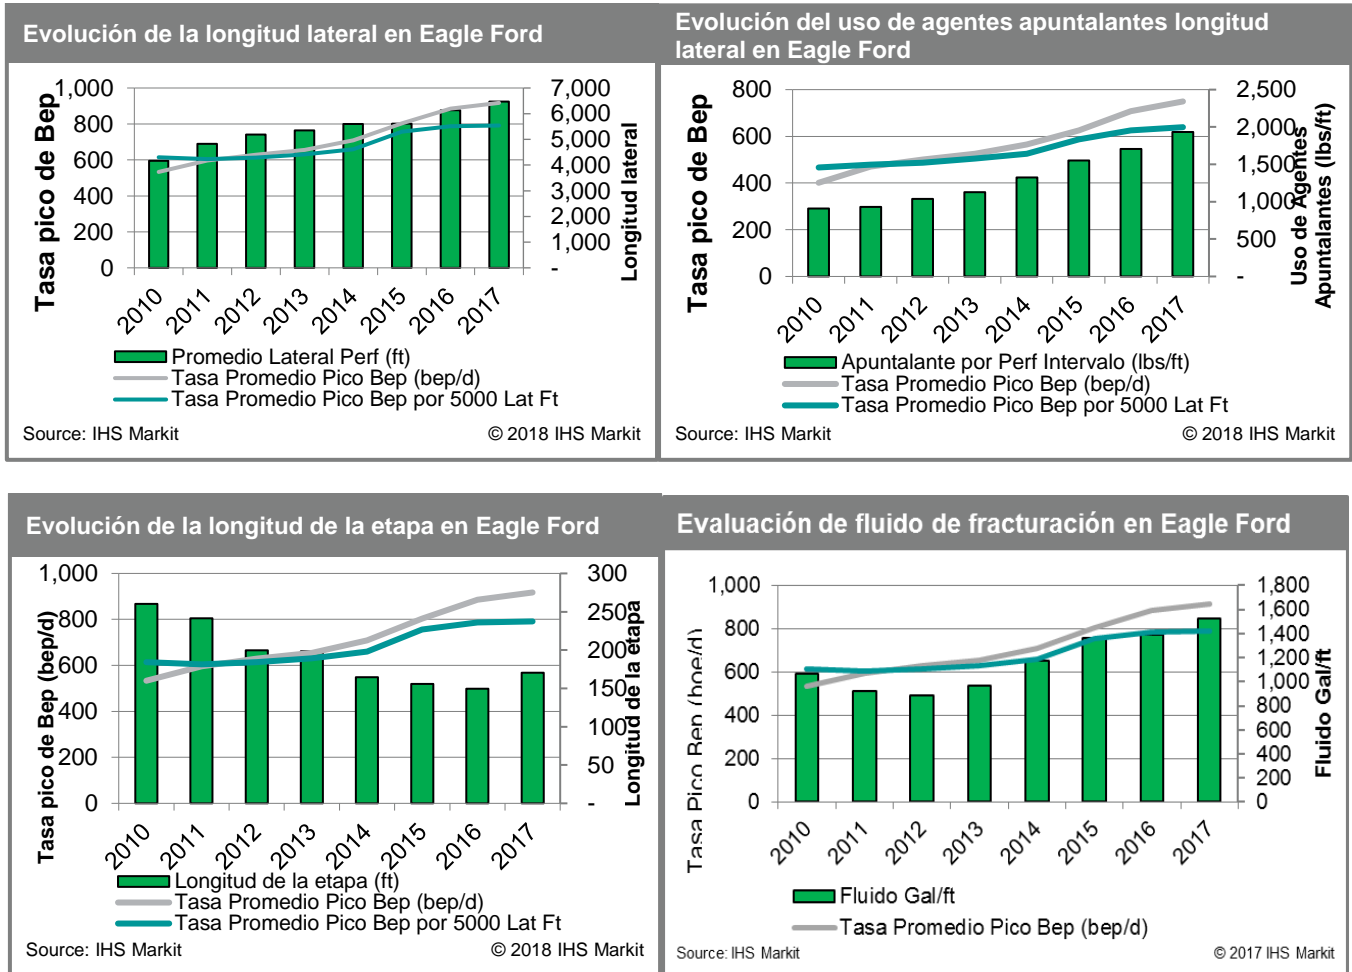 Evolución de la longitud lateral en Eagle Ford
Tasa pico de Bep
1,000
800
600
400
200
0
7,000
6,000
5,000
4,000
3,000
2,000
1,000
-
Longitud lateral
2010
2011
2012
2013
2014
2015
2016
2017
Promedio Lateral Perf (ft)
Tasa Promedio Pico Bep (bep/d)
Tasa Promedio Pico Bep por 5000 Lat Ft
Source: IHS Markit
© 2018 IHS Markit
Evolución del uso de agentes apuntalantes longitud
lateral en Eagle Ford
Tasa pico de Bep
800
600
400
200
0
2,500
2,000
1,500
1,000
500
-
Uso de Agentes
Apuntalantes (lbs/ft)
2010
2011
2012
2013
2014
2015
2016
2017
Apuntalante por Perf Intervalo (lbs/ft)
Tasa Promedio Pico Bep (bep/d)
Tasa Promedio Pico Bep por 5000 Lat Ft
Source: IHS Markit
© 2018 IHS Markit
Evolución de la longitud de la etapa en Eagle Ford
Tasa pico de Bep (bep/d)
1,000
800
600
400
200
0
300
250
200
150
100
50
-
Longitud de la etapa
2010
2011
2012
2013
2014
2015
2016
2017
Longitud de la etapa (ft)
Tasa Promedio Pico Bep (bep/d)
Tasa Promedio Pico Bep por 5000 Lat Ft
Source: IHS Markit
© 2018 IHS Markit
Evaluación de fluido de fracturación en Eagle Ford
Tasa Pico Bep (boe/d)
1,000
800
600
400
200
0
1,800
1,600
1,400
1,200
1,000
800
600
400
200
0
Fluido Gal/ft
2010
2011
2012
2013
2014
2015
2016
2017
Fluido Gal/ft
Tasa Promedio Pico Bep (bep/d)
Source: IHS Markit
© 2017 IHS Markit